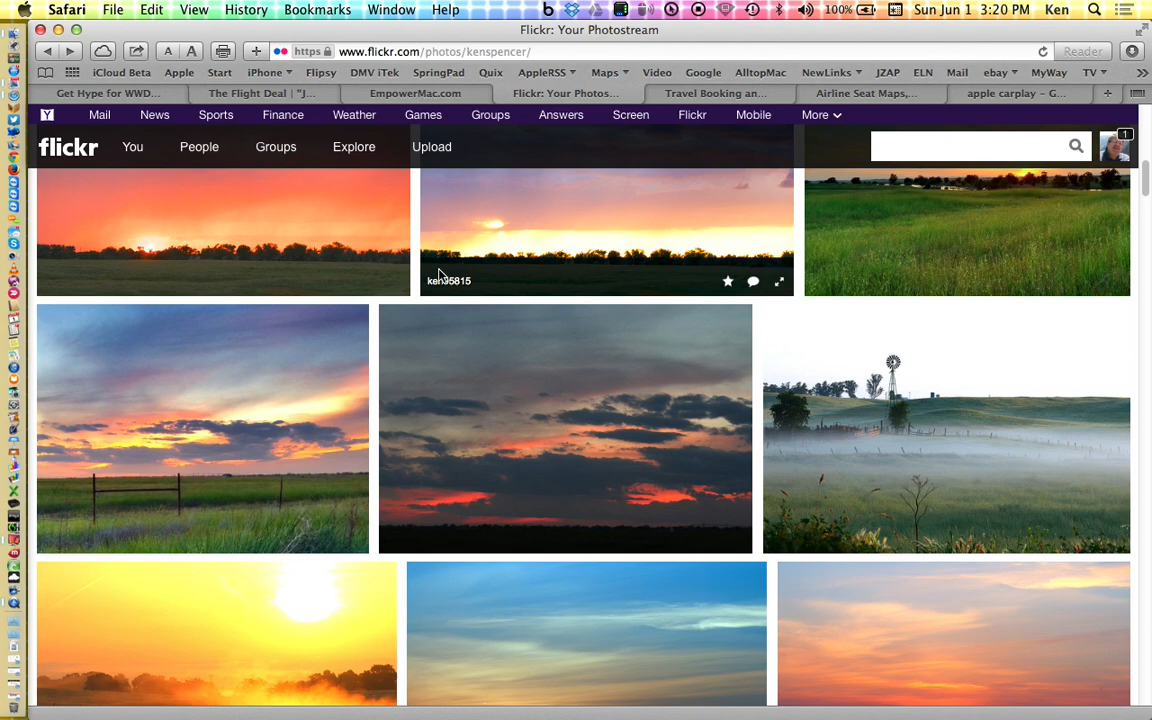 Safari File Edit View History Bookmarks Window Help 100% Sun Jun 1 3:20 PM Ken
Flickr: Your Photostream
A A + https www.flickr.com/photos/kenspencer/ Reader
iCloud Beta Apple Start iPhone Flipsy DMV iTek SpringPad Quix AppleRSS Maps Video Google AlltopMac NewLinks JZAP ELN Mail ebay MyWay TV >>
Get Hype for WWD... The Flight Deal | "J... EmpowerMac.com Flickr: Your Photos... Travel Booking an... Airline Seat Maps,... apple carplay – G... +
Y Mail News Sports Finance Weather Games Groups Answers Screen Flickr Mobile More
flickr You People Groups Explore Upload 1
ken95815